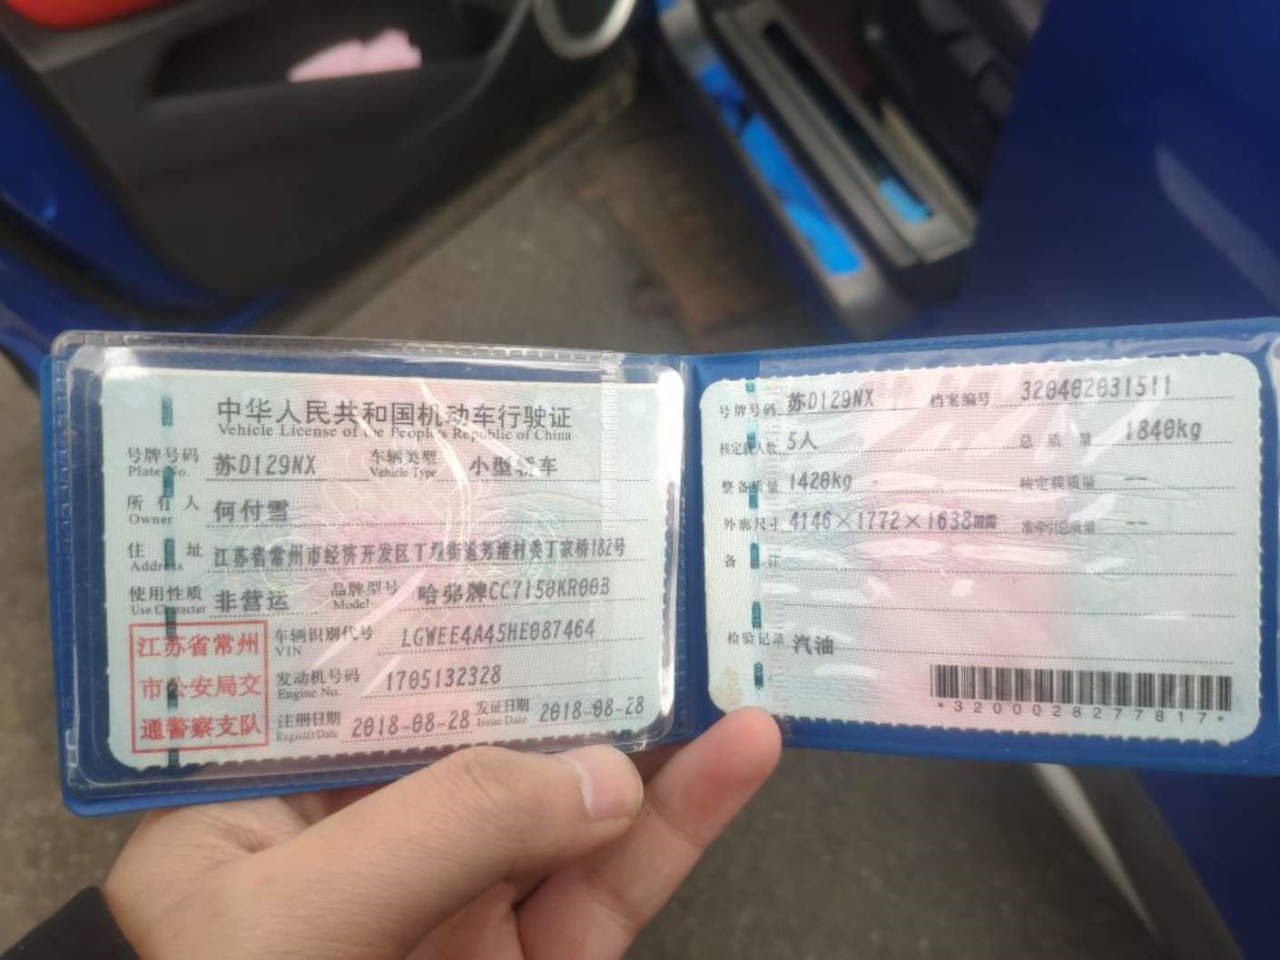 中华人民共和国机动车行驶证
Vehicle License of the People's Republic of China
号牌号码 苏D129NX 车辆类型 小型轿车
Plate No. Vehicle Type
所有人 何付雪
Owner
住址 江苏省常州市经济开发区丁堰街道芳渚村委丁家桥182号
Address
使用性质 非营运 品牌型号 哈弗牌CC7150KR003
Use Character Model
江苏省常州
市公安局交
通警察支队
车辆识别代号 LGWEE4A45HE087464
VIN
发动机号码 1705132328
Engine No.
注册日期 2018-08-28 发证日期 2018-08-28
Register Date Issue Date
号牌号码 苏D129NX 档案编号 320402031511
核定载人数 5人 总质量 1840kg
整备质量 1420kg 核定载质量 --
外廓尺寸 4146×1772×1638mm 准牵引总质量 --
备注
检验记录 汽油
*3200028277817*